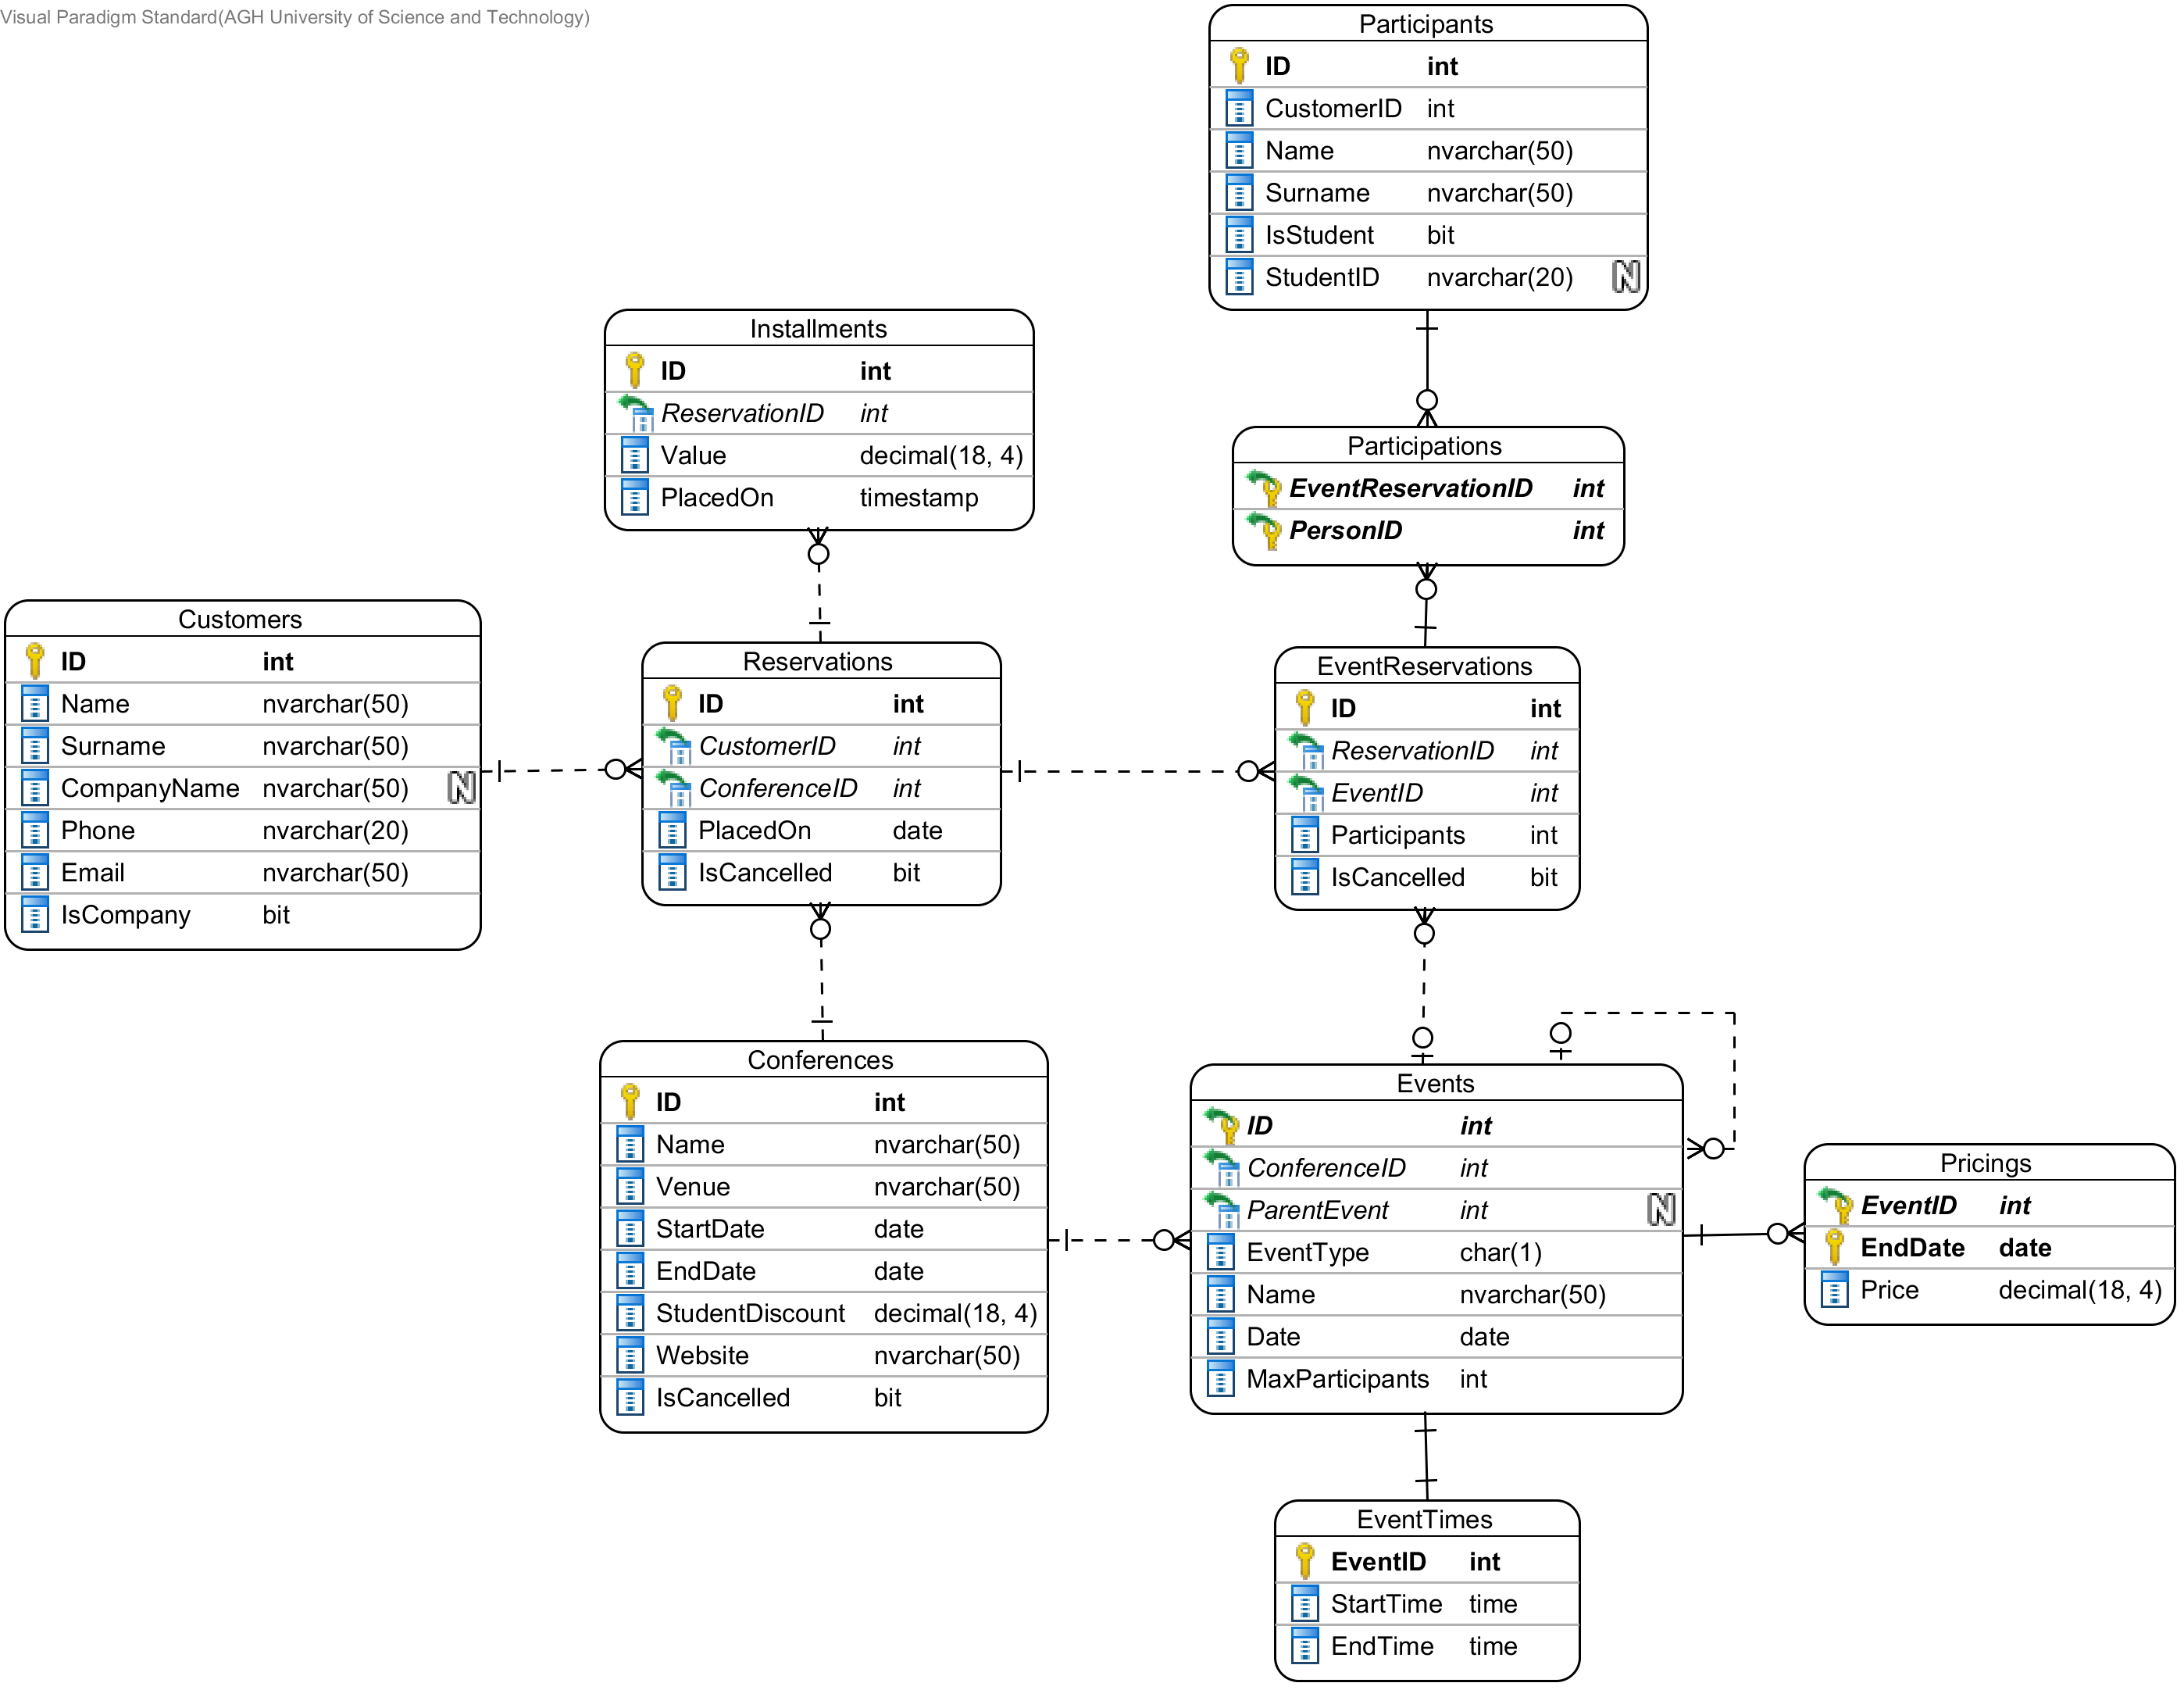 Visual Paradigm Standard(AGH University of Science and Technology)
Participants
ID int
CustomerID int
Name nvarchar(50)
Surname nvarchar(50)
IsStudent bit
StudentID nvarchar(20) N
Installments
ID int
ReservationID int
Value decimal(18, 4)
PlacedOn timestamp
Participations
EventReservationID int
PersonID int
Customers
ID int
Name nvarchar(50)
Surname nvarchar(50)
CompanyName nvarchar(50) N
Phone nvarchar(20)
Email nvarchar(50)
IsCompany bit
Reservations
ID int
CustomerID int
ConferenceID int
PlacedOn date
IsCancelled bit
EventReservations
ID int
ReservationID int
EventID int
Participants int
IsCancelled bit
Conferences
ID int
Name nvarchar(50)
Venue nvarchar(50)
StartDate date
EndDate date
StudentDiscount decimal(18, 4)
Website nvarchar(50)
IsCancelled bit
Events
ID int
ConferenceID int
ParentEvent int N
EventType char(1)
Name nvarchar(50)
Date date
MaxParticipants int
Pricings
EventID int
EndDate date
Price decimal(18, 4)
EventTimes
EventID int
StartTime time
EndTime time